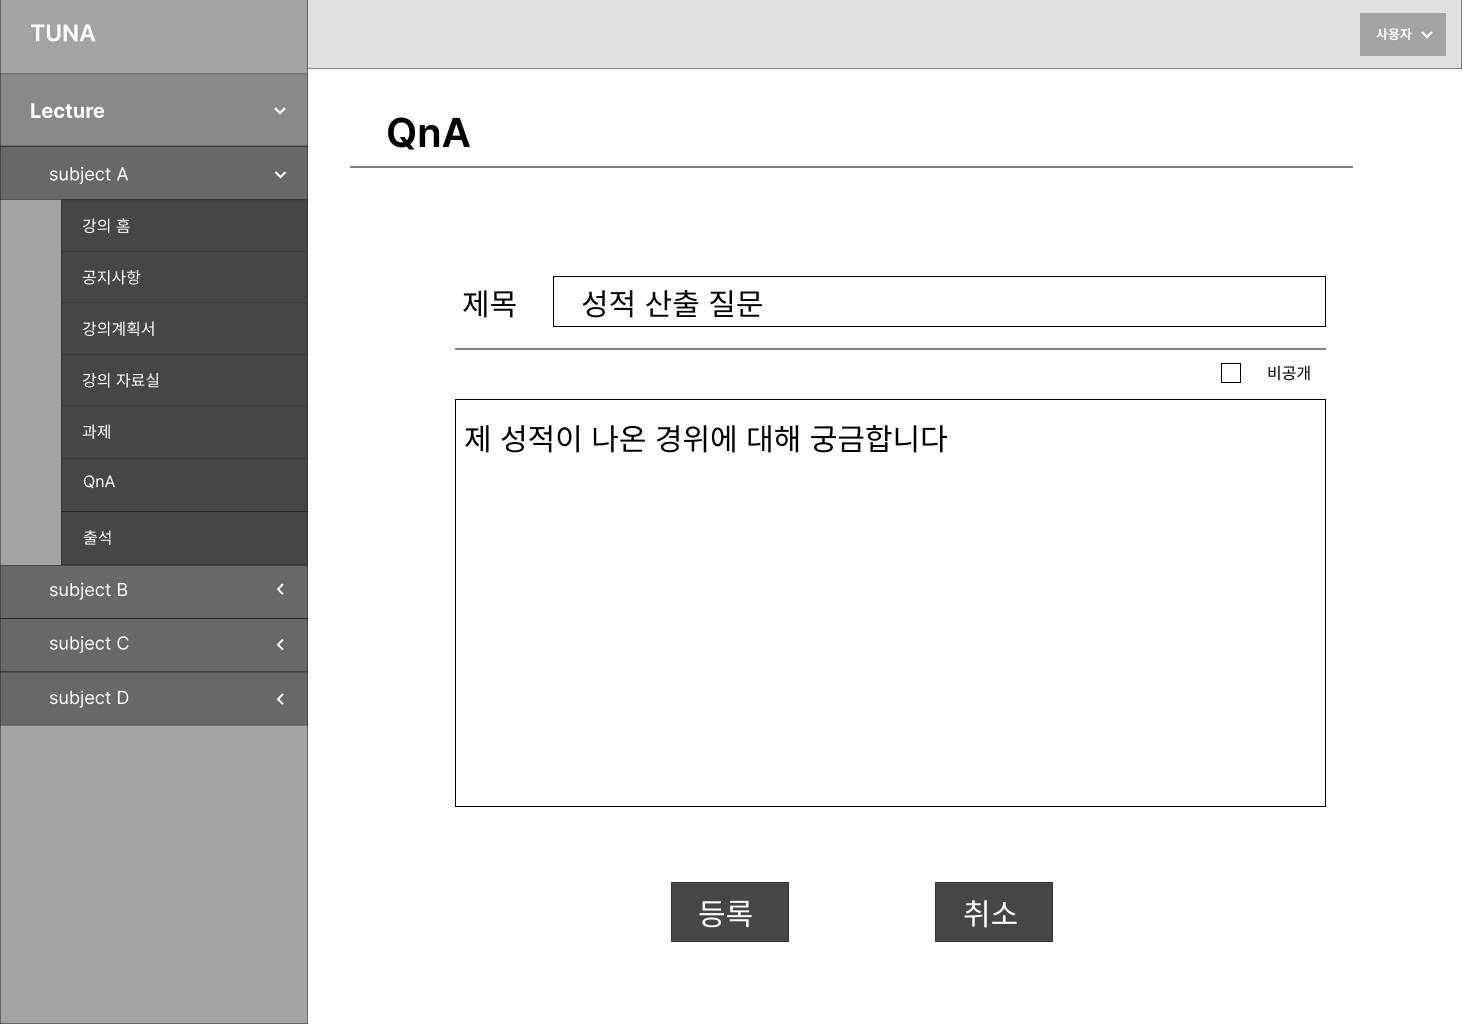 TUNA
사용자
Lecture
subject A
강의 홈
공지사항
강의계획서
강의 자료실
과제
QnA
출석
subject B
subject C
subject D
QnA
제목
성적 산출 질문
비공개
제 성적이 나온 경위에 대해 궁금합니다
등록
취소